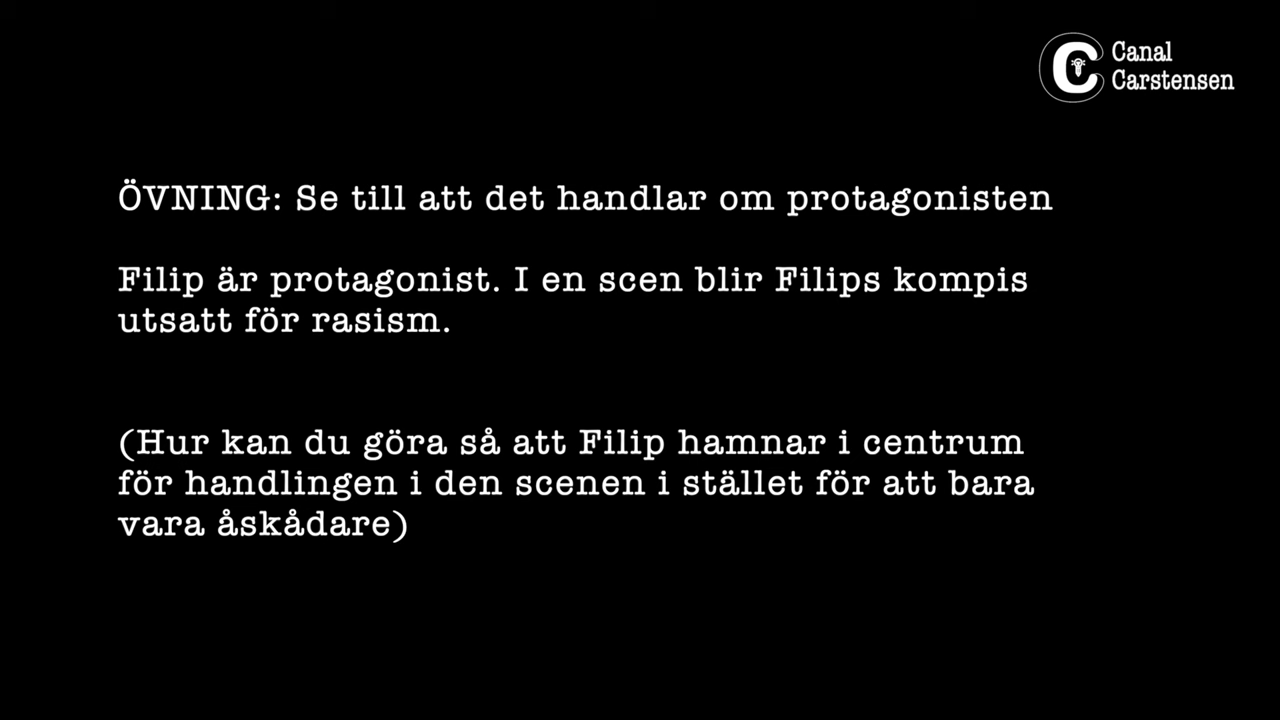 Canal
Carstensen
ÖVNING: Se till att det handlar om protagonisten
Filip är protagonist. I en scen blir Filips kompis
utsatt för rasism.
(Hur kan du göra så att Filip hamnar i centrum
för handlingen i den scenen i stället för att bara
vara åskådare)